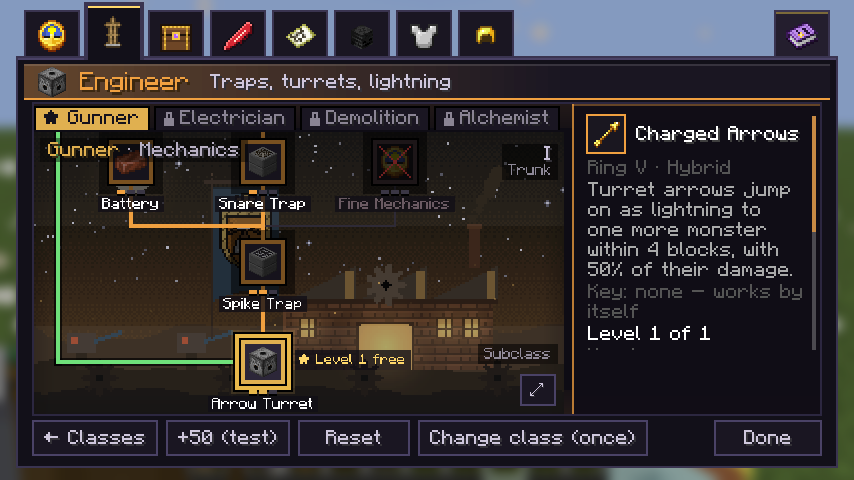 Engineer Traps, turrets, lightning
Gunner
Electrician
Demolition
Alchemist
Gunner · Mechanics
I
Trunk
Battery
Snare Trap
Fine Mechanics
Spike Trap
Level 1 free
Subclass
Arrow Turret
Charged Arrows
Ring V · Hybrid
Turret arrows jump
on as lightning to
one more monster
within 4 blocks, with
50% of their damage.
Key: none — works by
itself
Level 1 of 1
← Classes
+50 (test)
Reset
Change class (once)
Done